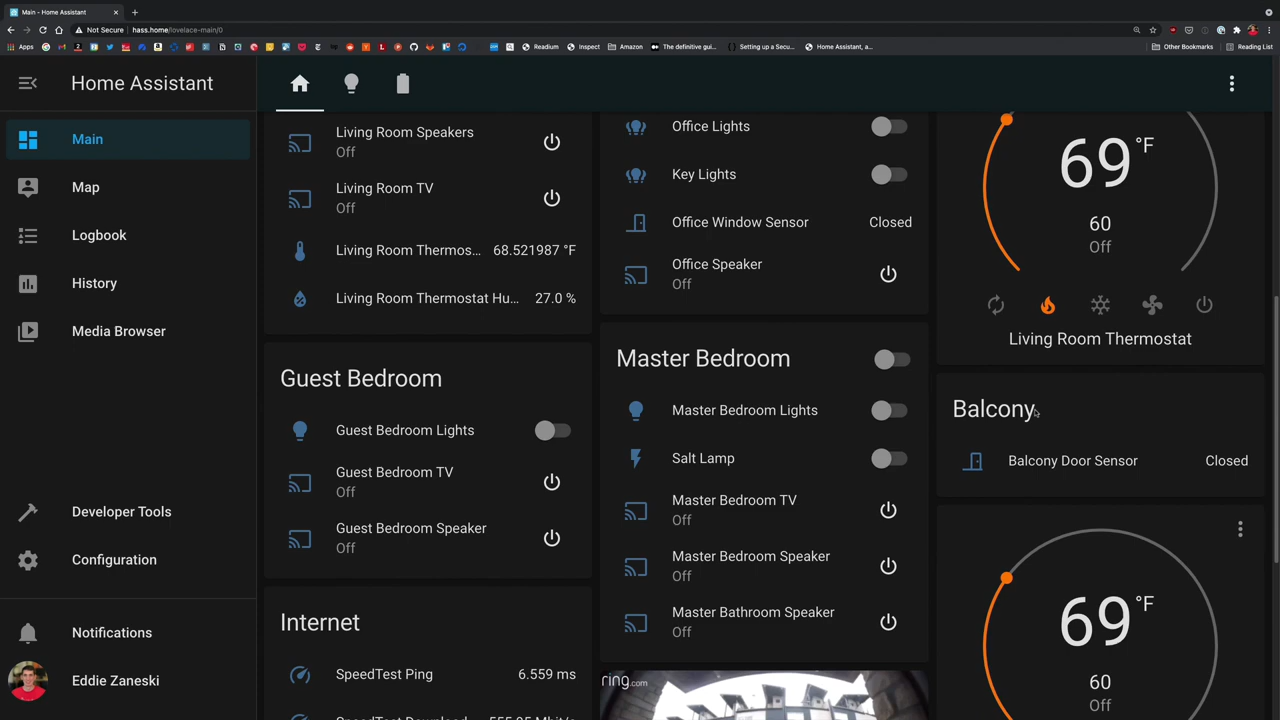 Main - Home Assistant
Not Secure
hass.home/lovelace-main/0
Apps
Readium
Inspect
Amazon
The definitive gui...
Setting up a Secu...
Home Assistant, a...
Other Bookmarks
Reading List
Home Assistant
Main
Map
Logbook
History
Media Browser
Developer Tools
Configuration
Notifications
Eddie Zaneski
Living Room Speakers
Off
Living Room TV
Off
Living Room Thermos... 68.521987 °F
Living Room Thermostat Hu... 27.0 %
Guest Bedroom
Guest Bedroom Lights
Guest Bedroom TV
Off
Guest Bedroom Speaker
Off
Internet
SpeedTest Ping 6.559 ms
Office Lights
Key Lights
Office Window Sensor Closed
Office Speaker
Off
Master Bedroom
Master Bedroom Lights
Salt Lamp
Master Bedroom TV
Off
Master Bedroom Speaker
Off
Master Bathroom Speaker
Off
ring.com
69 °F
60
Off
Living Room Thermostat
Balcony
Balcony Door Sensor Closed
69 °F
60
Off